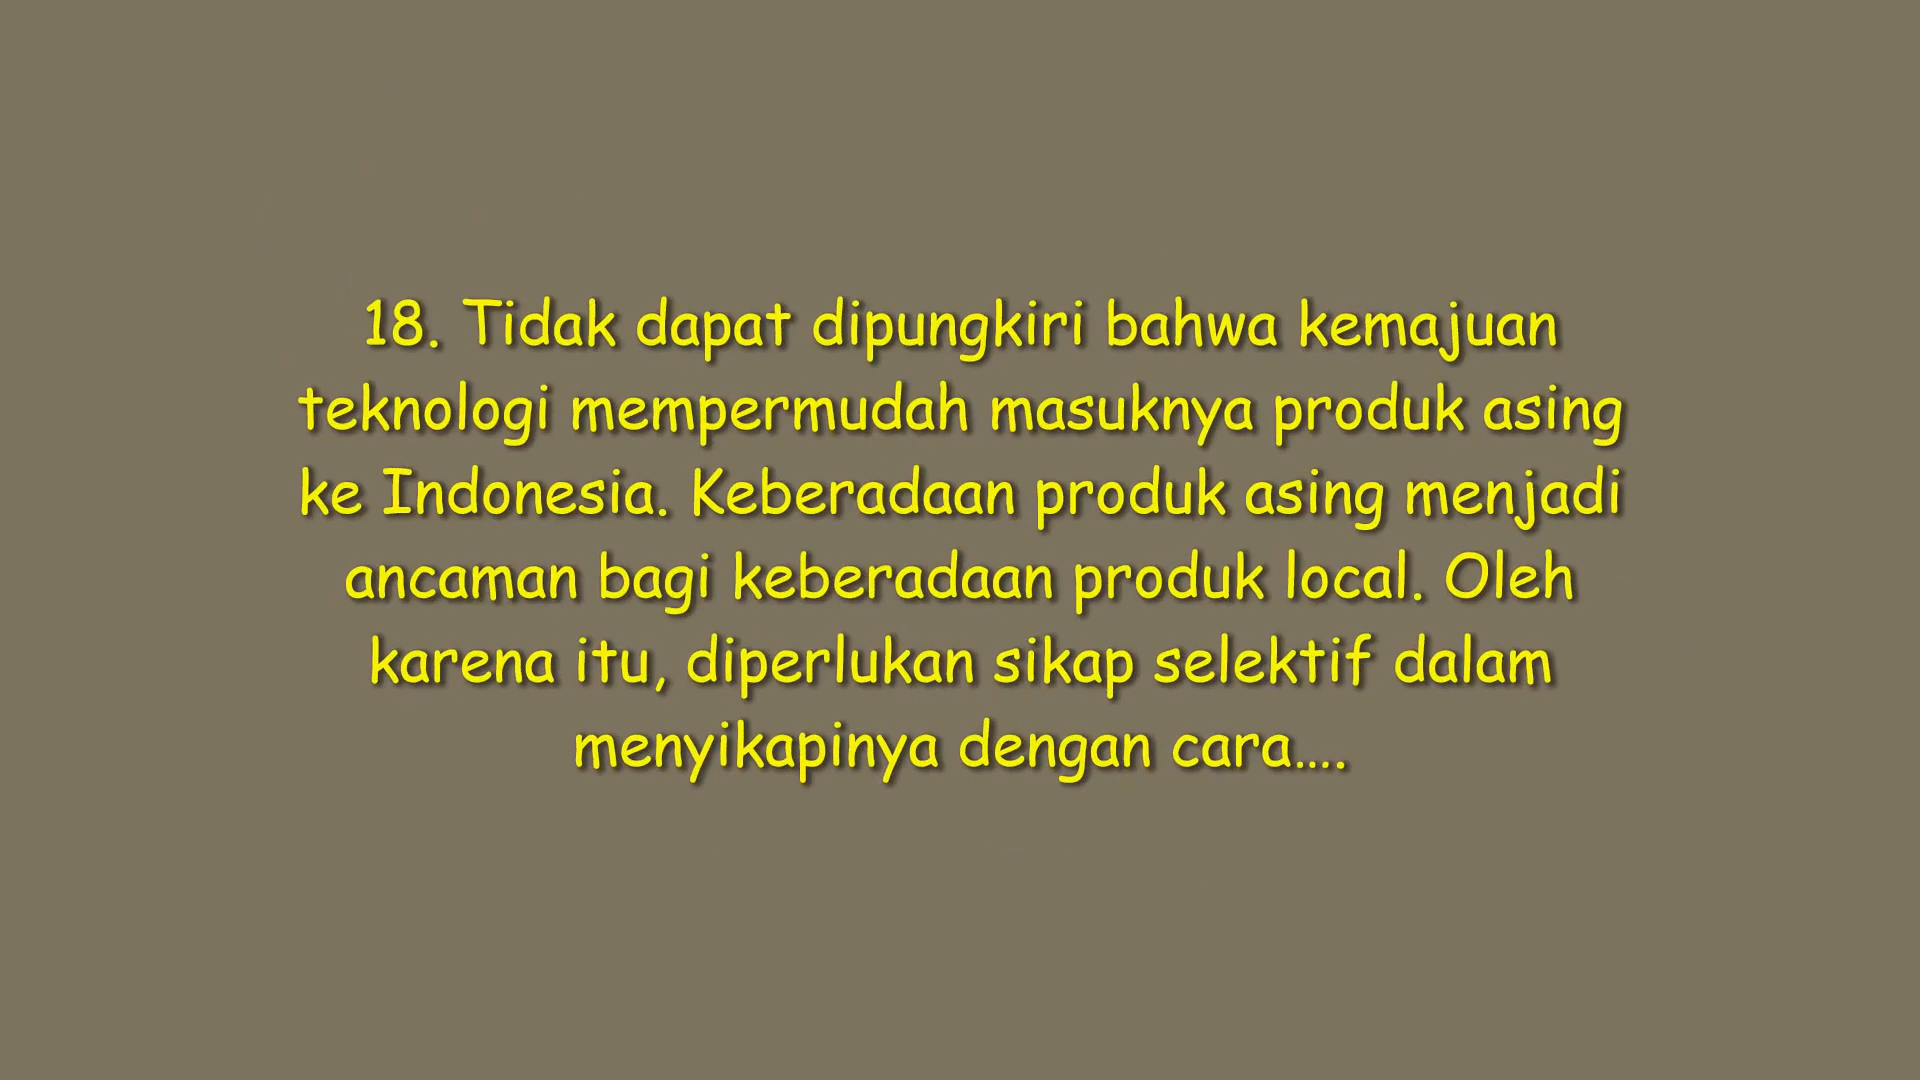 18. Tidak dapat dipungkiri bahwa kemajuan
teknologi mempermudah masuknya produk asing
ke Indonesia. Keberadaan produk asing menjadi
ancaman bagi keberadaan produk local. Oleh
karena itu, diperlukan sikap selektif dalam
menyikapinya dengan cara....